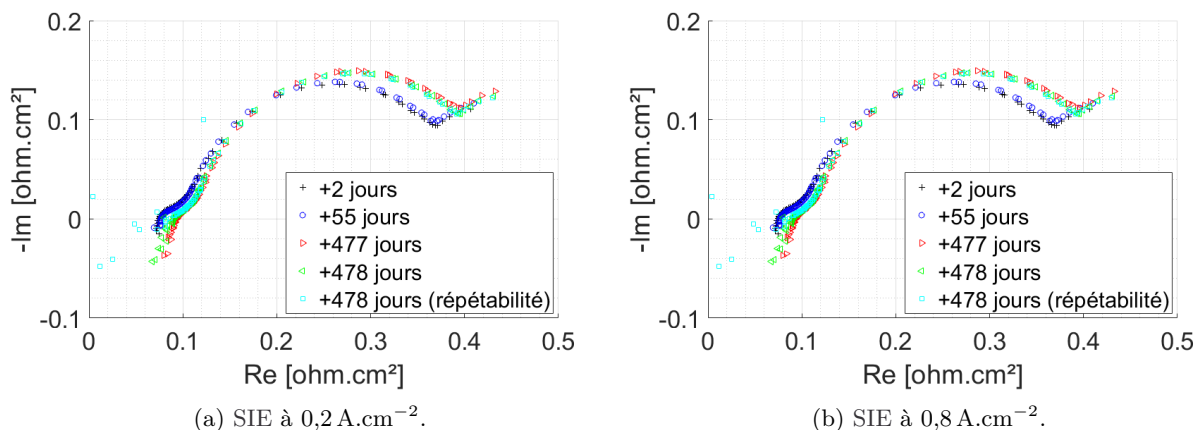 0.2
0.1
0
-0.1
-Im [ohm.cm²]
0
0.1
0.2
0.3
0.4
0.5
Re [ohm.cm²]
+2 jours
+55 jours
+477 jours
+478 jours
+478 jours (répétabilité)
(a) SIE à 0,2 A.cm⁻².
0.2
0.1
0
-0.1
-Im [ohm.cm²]
0
0.1
0.2
0.3
0.4
0.5
Re [ohm.cm²]
+2 jours
+55 jours
+477 jours
+478 jours
+478 jours (répétabilité)
(b) SIE à 0,8 A.cm⁻².